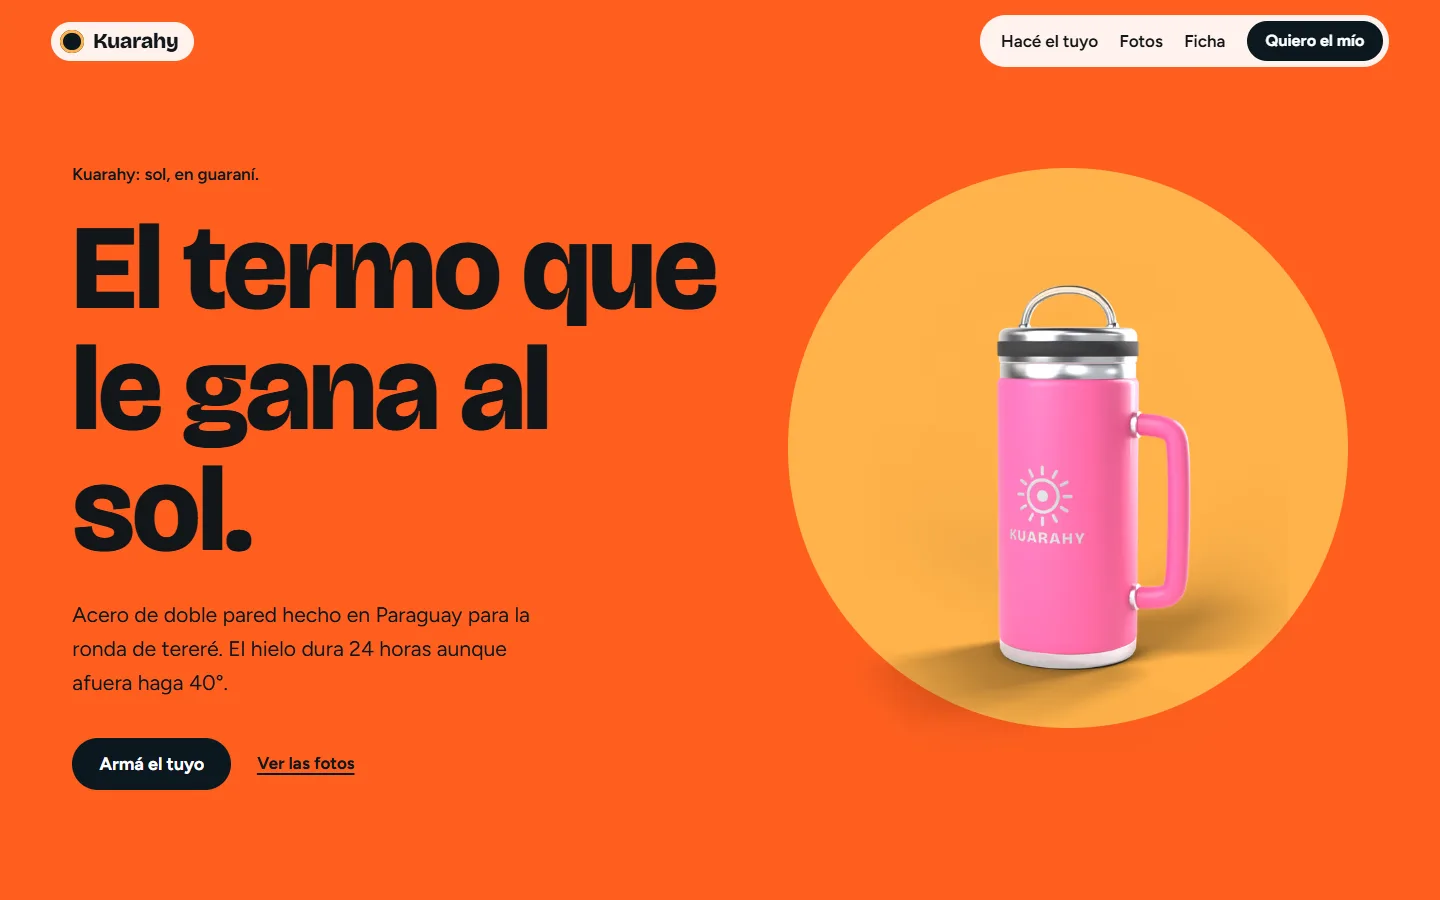 Kuarahy
Hacé el tuyo
Fotos
Ficha
Quiero el mío
Kuarahy: sol, en guaraní.
El termo que
le gana al
sol.
KUARAHY
Acero de doble pared hecho en Paraguay para la
ronda de tereré. El hielo dura 24 horas aunque
afuera haga 40°.
Armá el tuyo
Ver las fotos